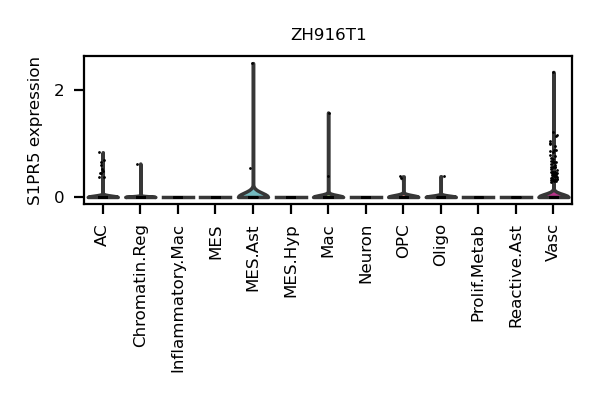 ZH916T1
S1PR5 expression
2
0
AC
Chromatin.Reg
Inflammatory.Mac
MES
MES.Ast
MES.Hyp
Mac
Neuron
OPC
Oligo
Prolif.Metab
Reactive.Ast
Vasc